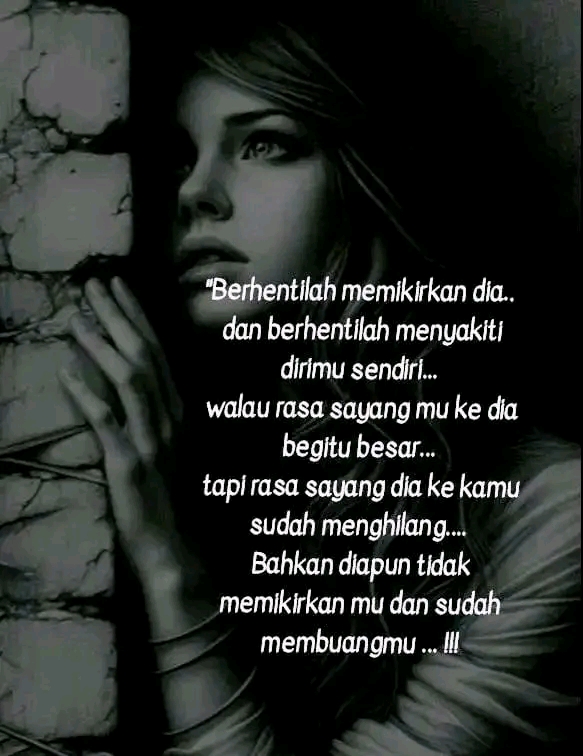 "Berhentilah memikirkan dia..
dan berhentilah menyakiti
dirimu sendiri...
walau rasa sayang mu ke dia
begitu besar...
tapi rasa sayang dia ke kamu
sudah menghilang....
Bahkan diapun tidak
memikirkan mu dan sudah
membuangmu ... !!!